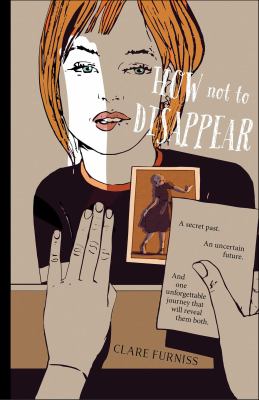 HOW not to
DISAPPEAR
A secret past.
An uncertain
future.
And
one
unforgettable
journey that
will reveal
them both.
CLARE FURNISS